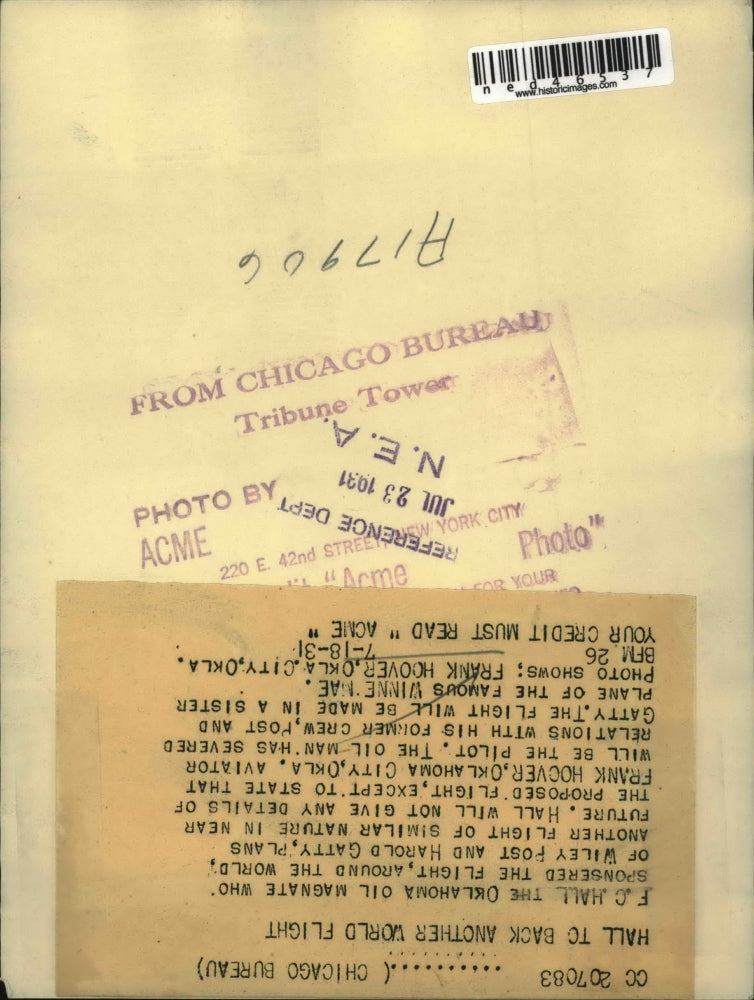 ned46537
www.historicimages.com
A17906
FROM CHICAGO BUREAU
Tribune Tower
N.E.A.
JUL 23 1931
REFERENCE DEPT
PHOTO BY
ACME
220 E. 42nd STREET, NEW YORK CITY
"Acme Photo"
FOR YOUR
CC 207083 ..........( CHICAGO BUREAU)
HALL TO BACK ANOTHER WORLD FLIGHT
F.C.HALL THE OKLAHOMA OIL MAGNATE WHO
SPONSERED THE FLIGHT,AROUND THE WORLD,
OF WILEY POST AND HAROLD GATTY,PLANS
ANOTHER FLIGHT OF SIMILAR NATURE IN NEAR
FUTURE. HALL WILL NOT GIVE ANY DETAILS OF
THE PROPOSED FLIGHT,EXCEPT TO STATE THAT
FRANK HOOVER,OKLAHOMA CITY,OKLA. AVIATOR
WILL BE THE PILOT. THE OIL MAN HAS SEVERED
RELATIONS WITH HIS FORMER CREW,POST AND
GATTY.THE FLIGHT WILL BE MADE IN A SISTER
PLANE OF THE FAMOUS WINNIE MAE.
PHOTO SHOWS; FRANK HOOVER,OKLA.CITY,OKLA.
BFM 26 7-18-31
YOUR CREDIT MUST READ " ACME "